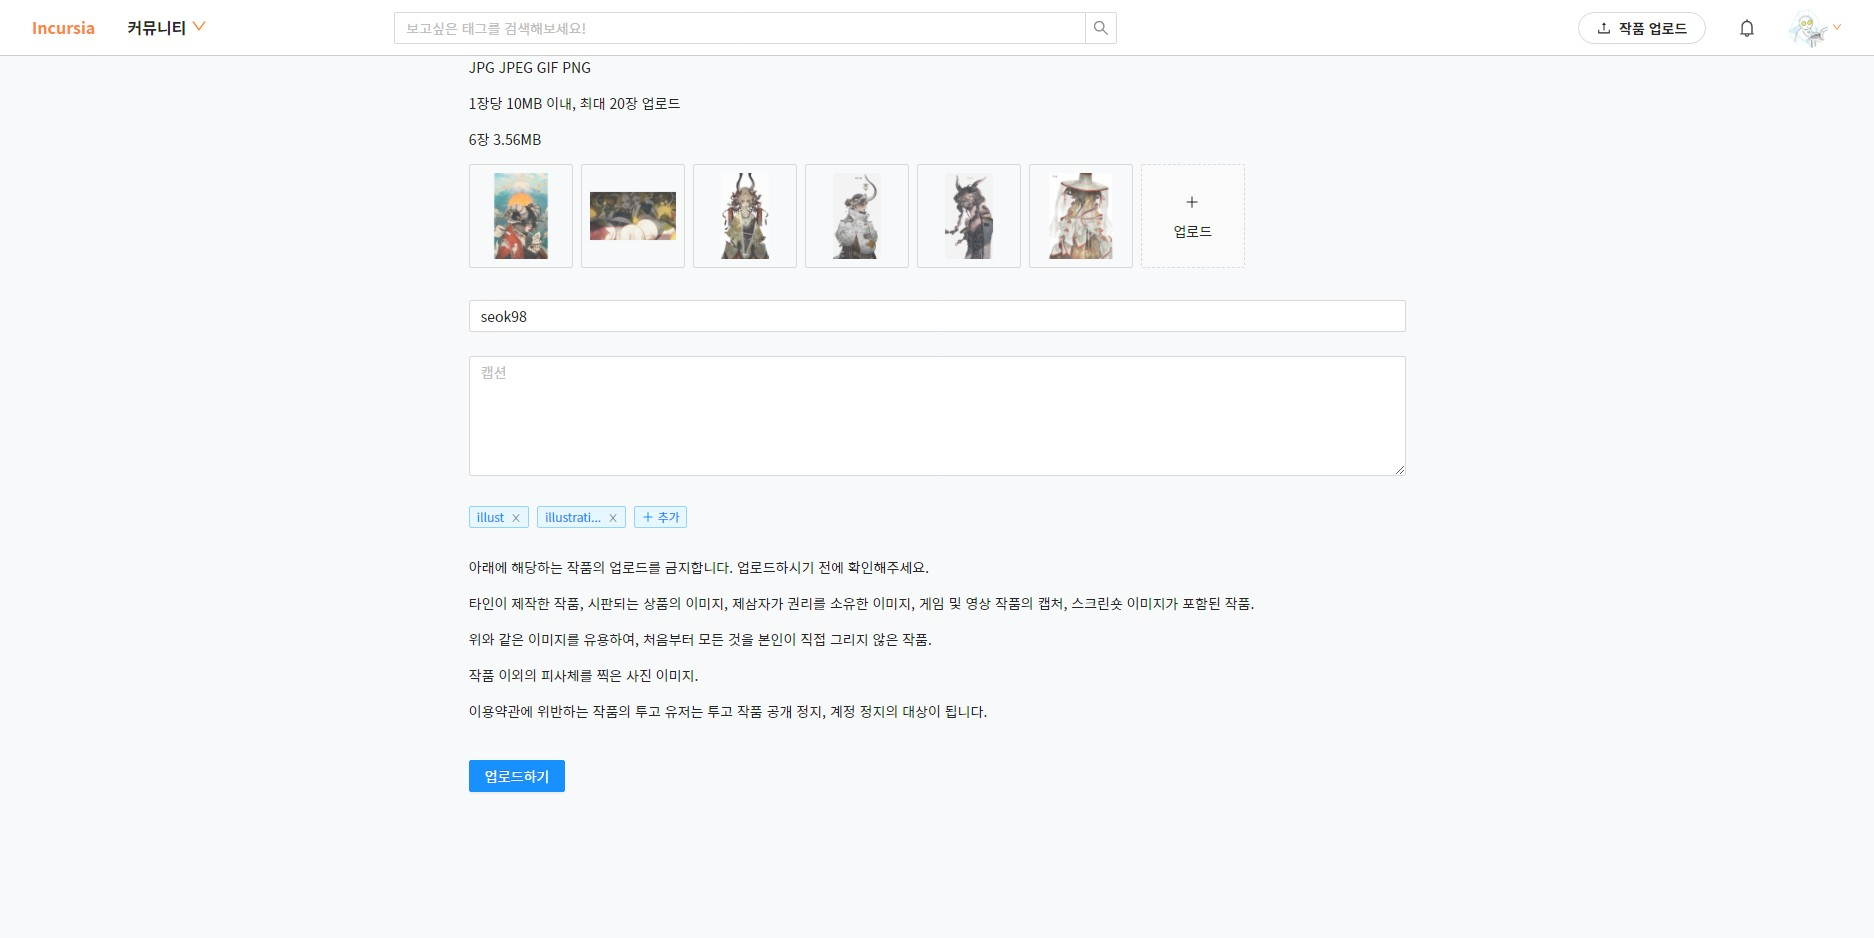 Incursia 커뮤니티 보고싶은 태그를 검색해보세요! 작품 업로드
JPG JPEG GIF PNG
1장당 10MB 이내, 최대 20장 업로드
6장 3.56MB
업로드
seok98
캡션
illust illustrati... 추가
아래에 해당하는 작품의 업로드를 금지합니다. 업로드하시기 전에 확인해주세요.
타인이 제작한 작품, 시판되는 상품의 이미지, 제삼자가 권리를 소유한 이미지, 게임 및 영상 작품의 캡처, 스크린숏 이미지가 포함된 작품.
위와 같은 이미지를 유용하여, 처음부터 모든 것을 본인이 직접 그리지 않은 작품.
작품 이외의 피사체를 찍은 사진 이미지.
이용약관에 위반하는 작품의 투고 유저는 투고 작품 공개 정지, 계정 정지의 대상이 됩니다.
업로드하기